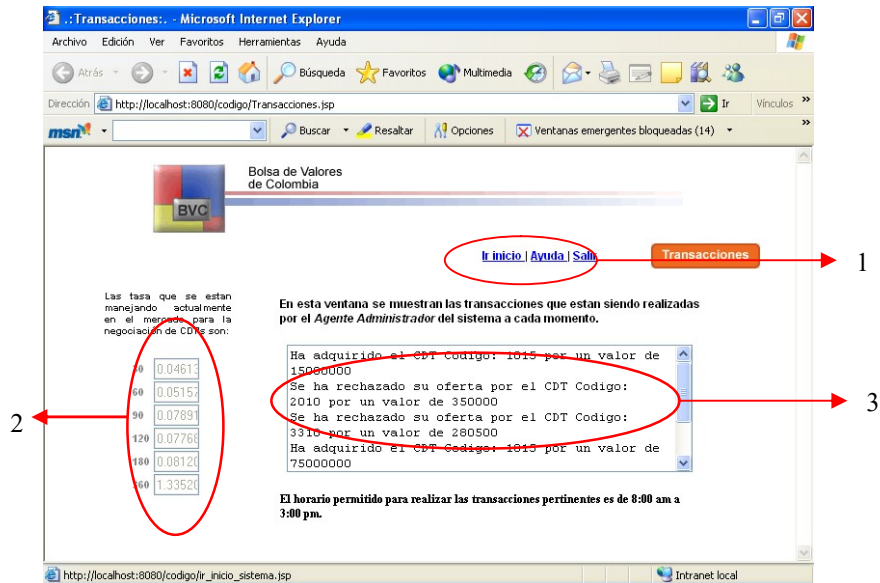 .:Transacciones:. - Microsoft Internet Explorer
Archivo Edición Ver Favoritos Herramientas Ayuda
Atrás Búsqueda Favoritos Multimedia
Dirección http://localhost:8080/codigo/Transacciones.jsp Ir Vínculos »
msn Buscar Resaltar Opciones Ventanas emergentes bloqueadas (14) »
Bolsa de Valores
de Colombia
BVC
Ir inicio | Ayuda | Salir
Transacciones
1
Las tasa que se estan
manejando actualmente
en el mercado para la
negociación de CDTs son:
En esta ventana se muestran las transacciones que estan siendo realizadas
por el Agente Administrador del sistema a cada momento.
30 0.04613
60 0.05157
90 0.07891
120 0.07768
180 0.08120
360 1.33520
2
Ha adquirido el CDT Codigo: 1815 por un valor de
15000000
Se ha rechazado su oferta por el CDT Codigo:
2010 por un valor de 350000
Se ha rechazado su oferta por el CDT Codigo:
3310 por un valor de 280500
Ha adquirido el CDT Codigo: 1815 por un valor de
75000000
3
El horario permitido para realizar las transacciones pertinentes es de 8:00 am a
3:00 pm.
http://localhost:8080/codigo/ir_inicio_sistema.jsp Intranet local